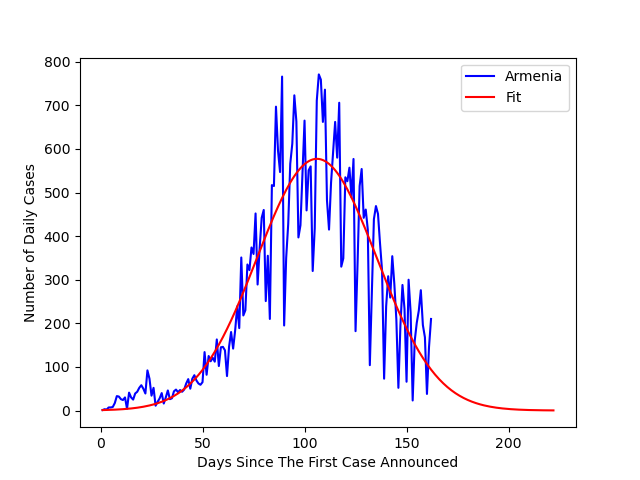 Armenia
Fit
Number of Daily Cases
800
700
600
500
400
300
200
100
0
0 50 100 150 200
Days Since The First Case Announced